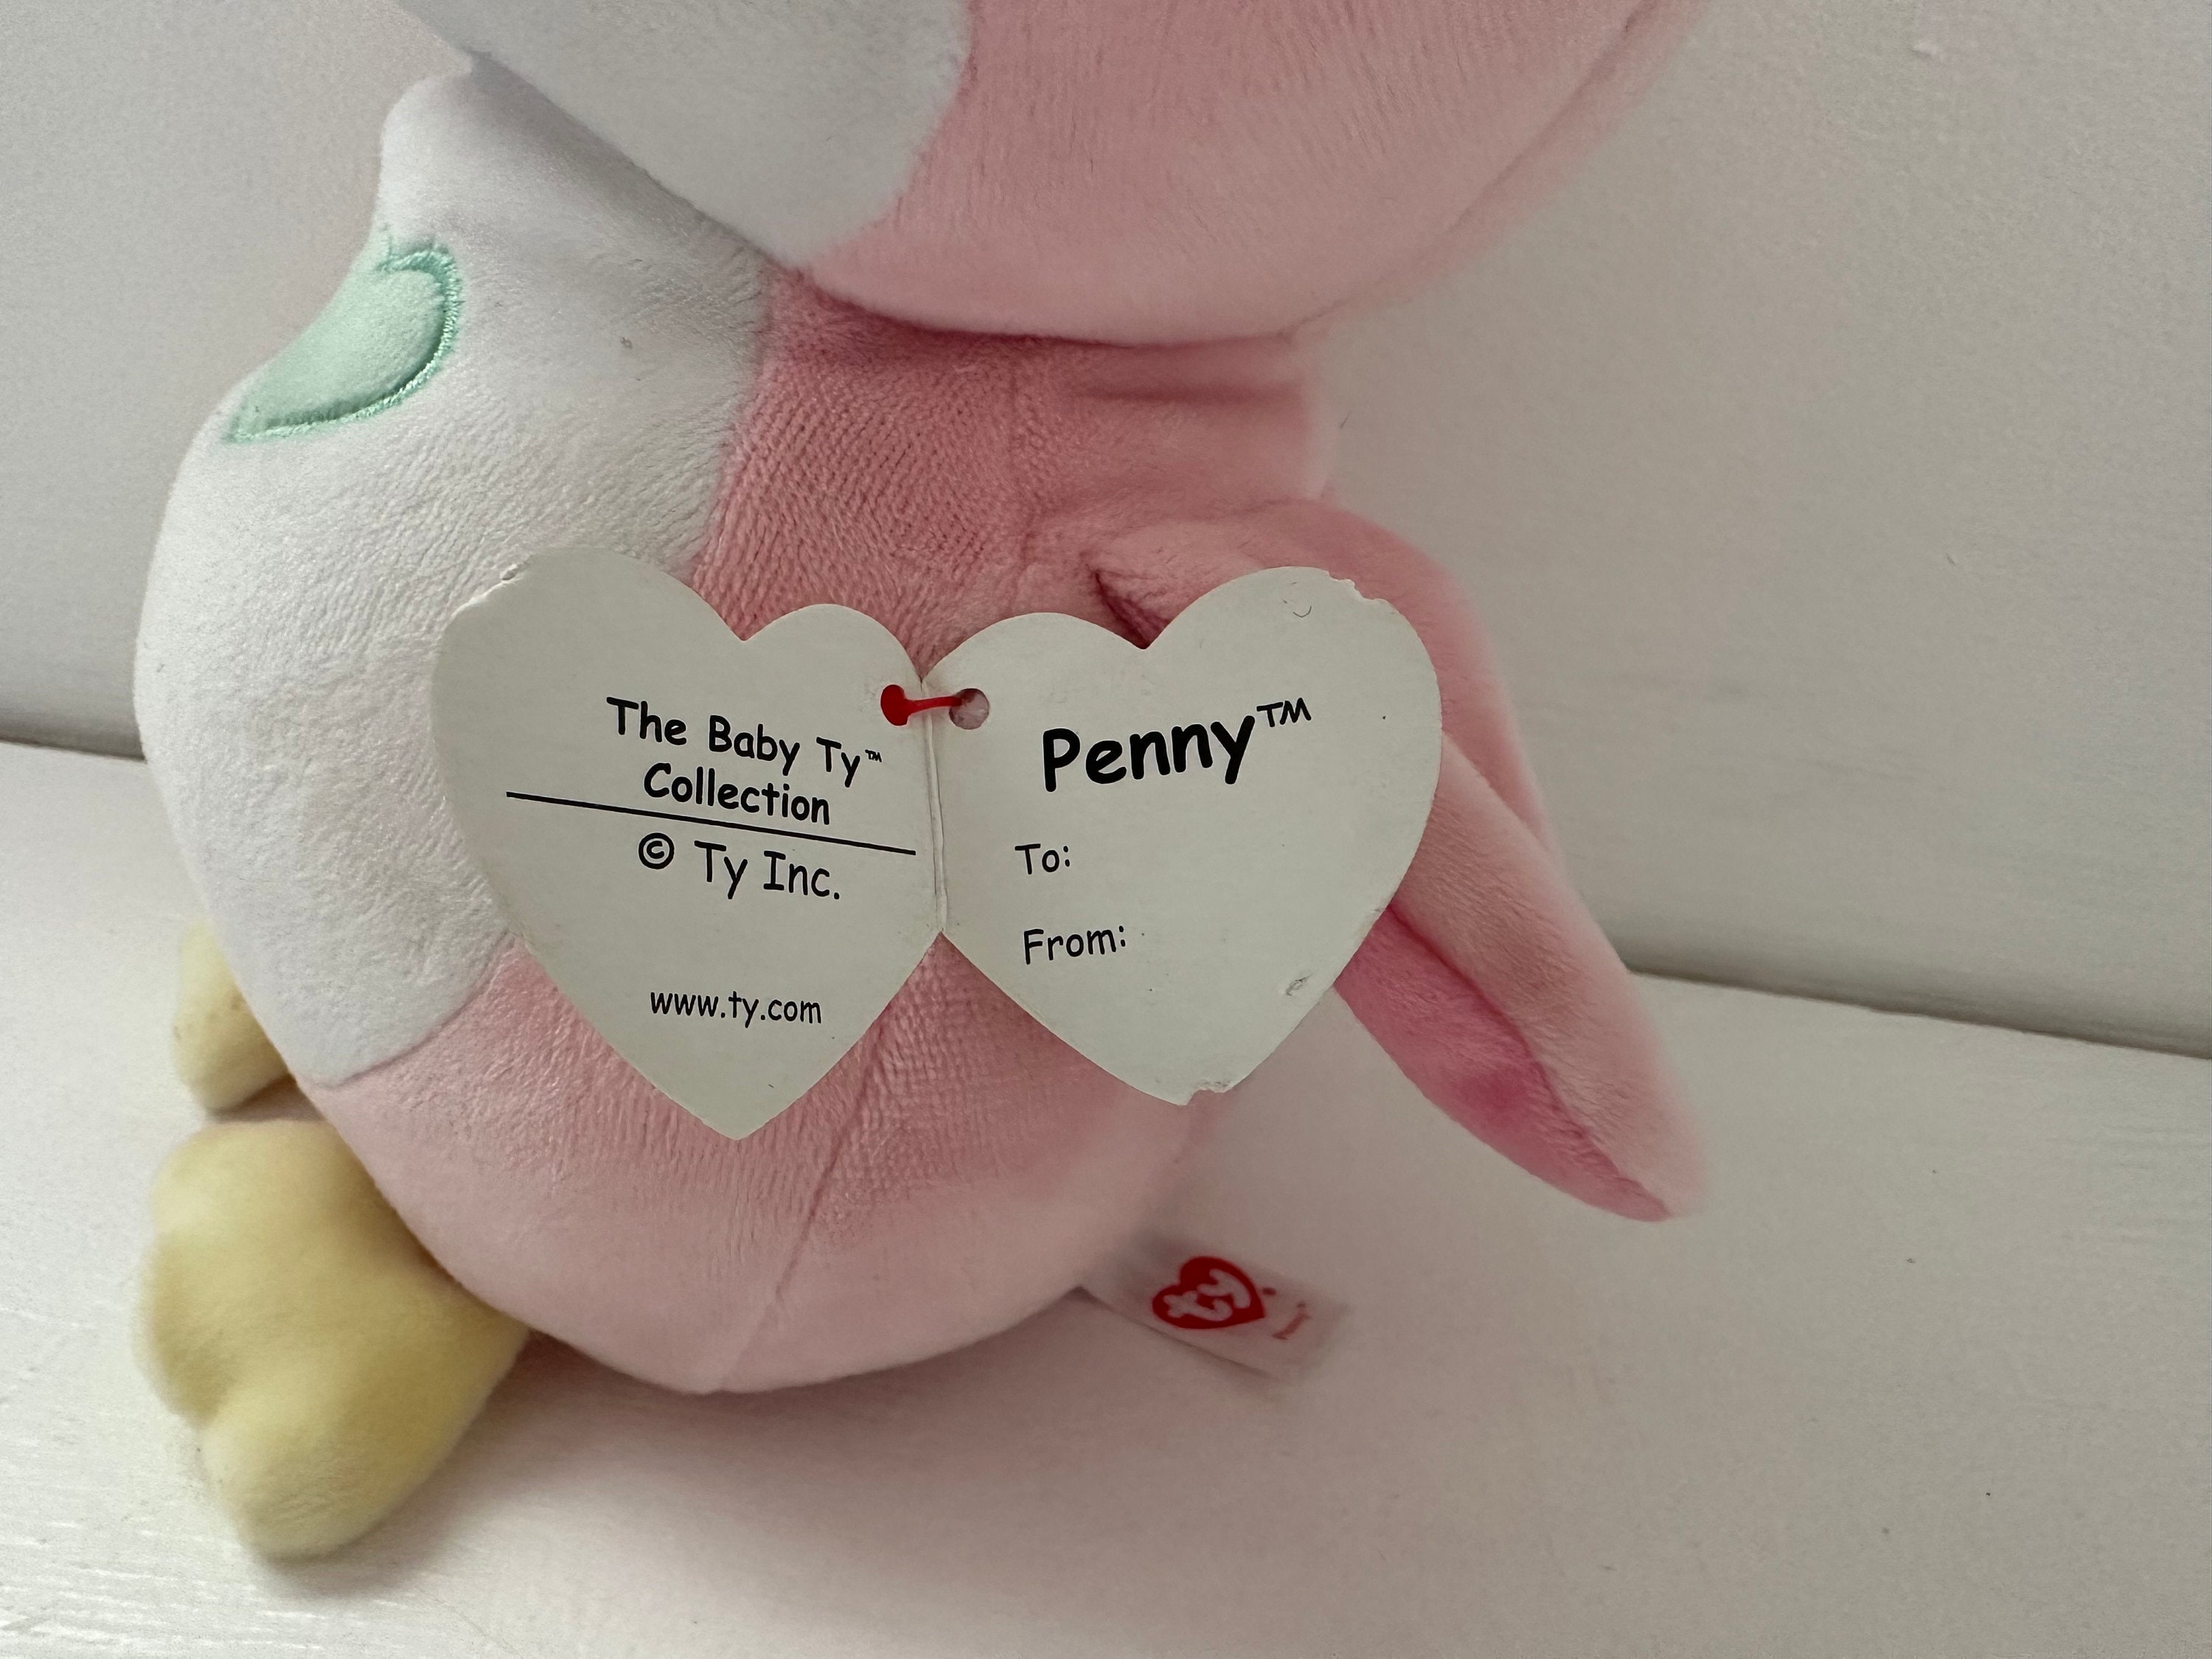 The Baby Ty™
Collection
© Ty Inc.
www.ty.com
Penny™
To:
From:
ty